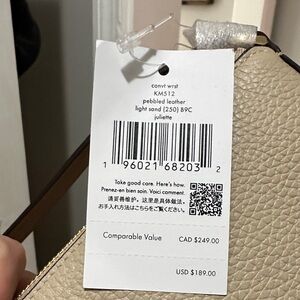 convt wrst
KM512
pebbled leather
light sand (250) B9C
juliette
1 96021 68203 2
Take good care. Here's how.
Prenez-en bien soin. Voici comment.
请妥善维护。这里是具体做法。
お手入れ方法はこちらをご覧ください
Comparable Value CAD $249.00
USD $189.00